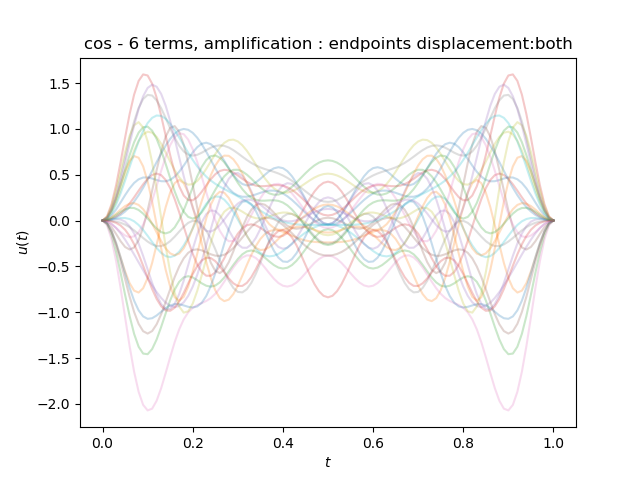 cos - 6 terms, amplification : endpoints displacement:both
1.5
1.0
0.5
0.0
−0.5
−1.0
−1.5
−2.0
u(t)
0.0 0.2 0.4 0.6 0.8 1.0
t